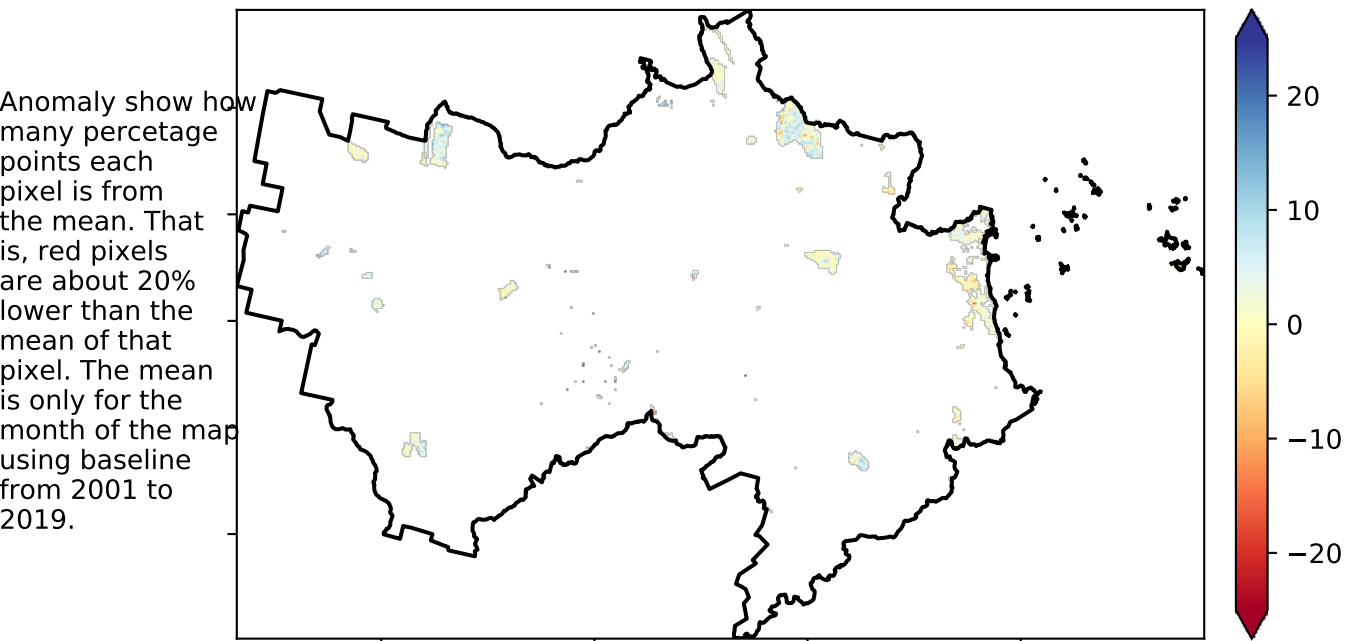 Anomaly show how
many percetage
points each
pixel is from
the mean. That
is, red pixels
are about 20%
lower than the
mean of that
pixel. The mean
is only for the
month of the map
using baseline
from 2001 to
2019.
20
10
0
−10
−20